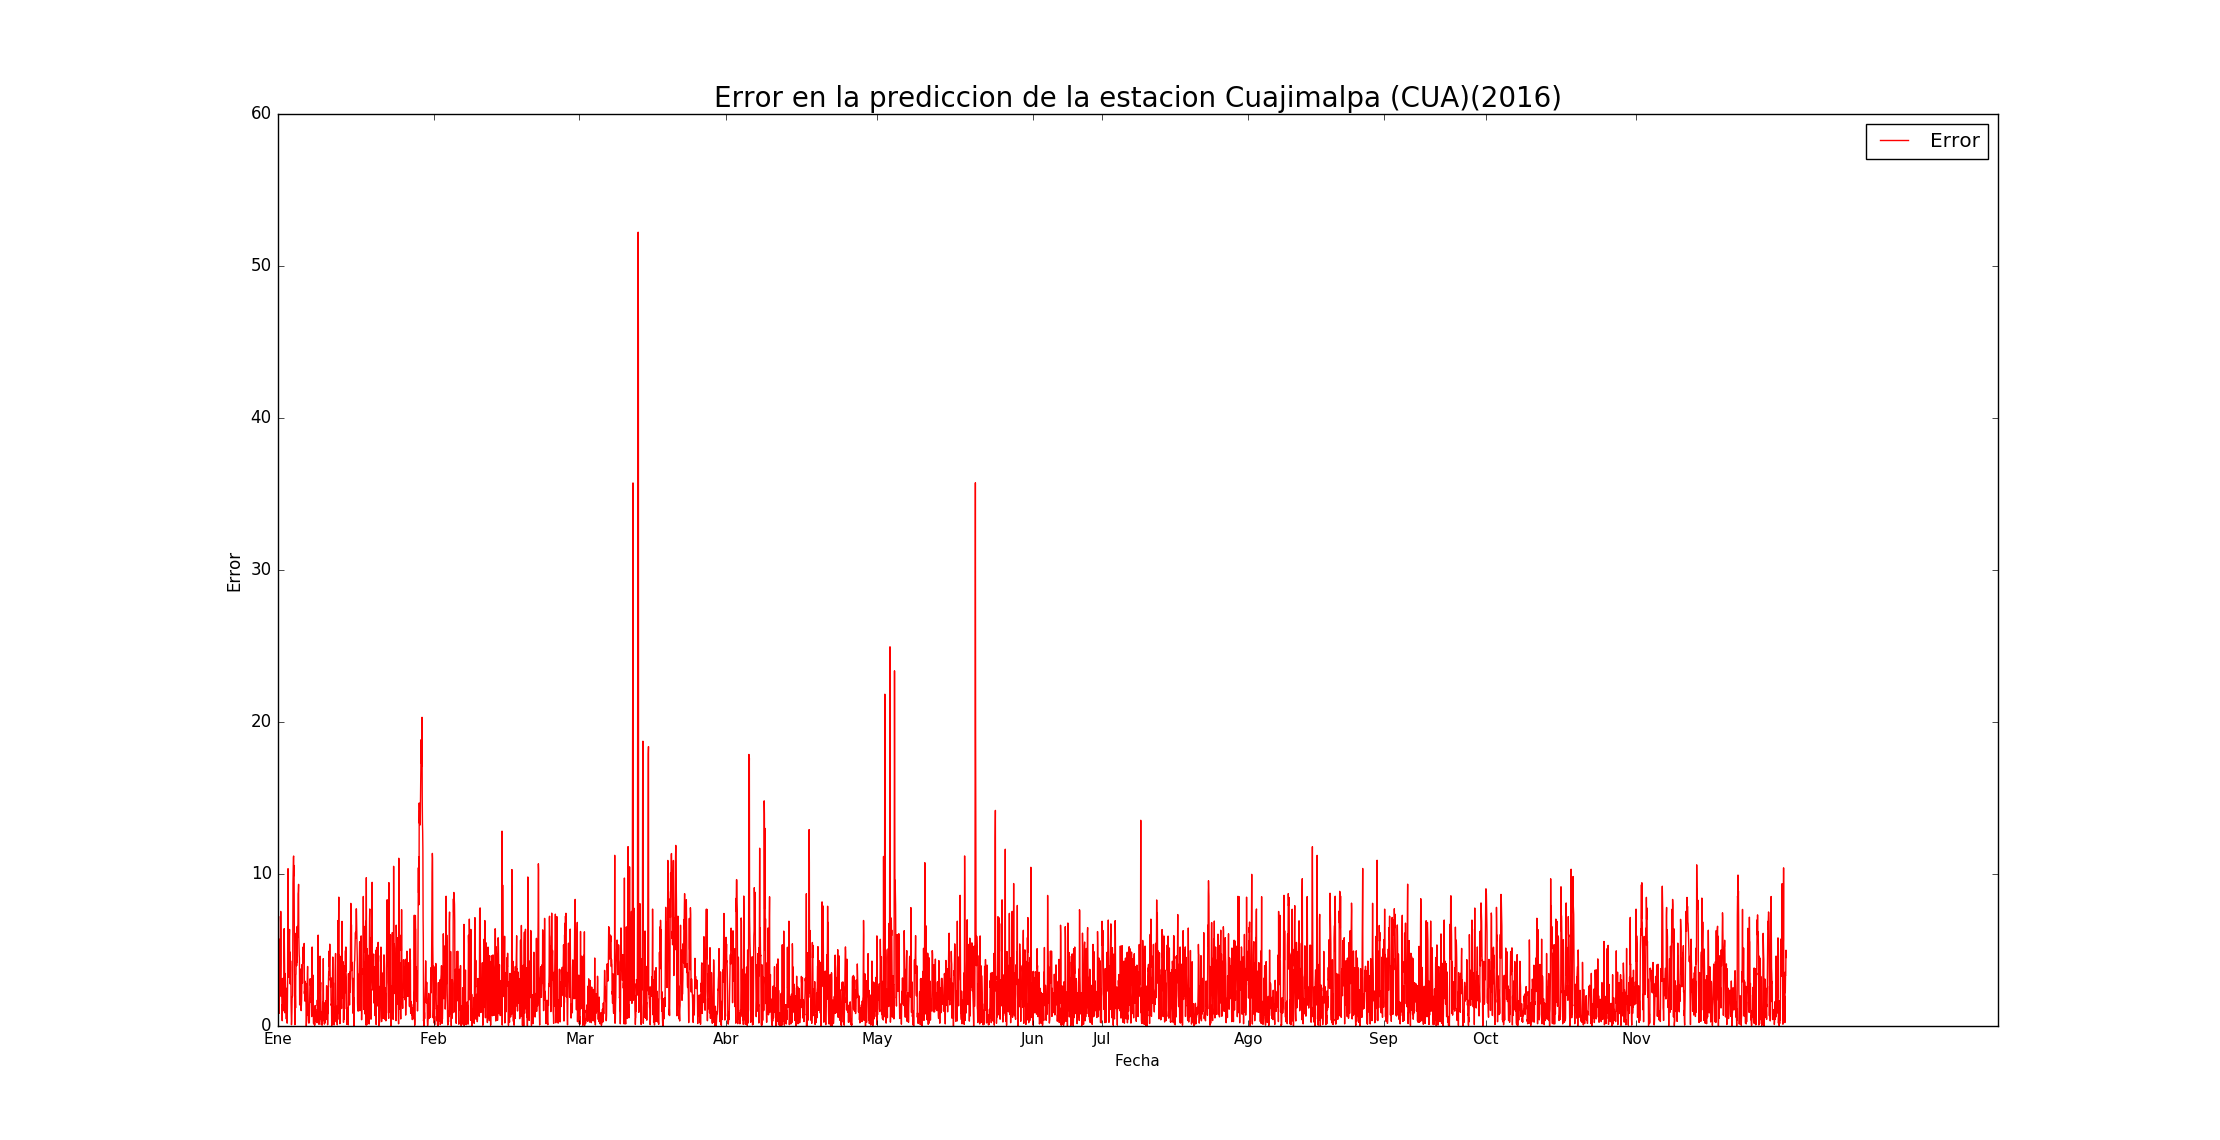 Error en la prediccion de la estacion Cuajimalpa (CUA)(2016)
60
Error
50
40
30
Error
20
10
0
Ene Feb Mar Abr May Jun Jul Ago Sep Oct Nov
Fecha